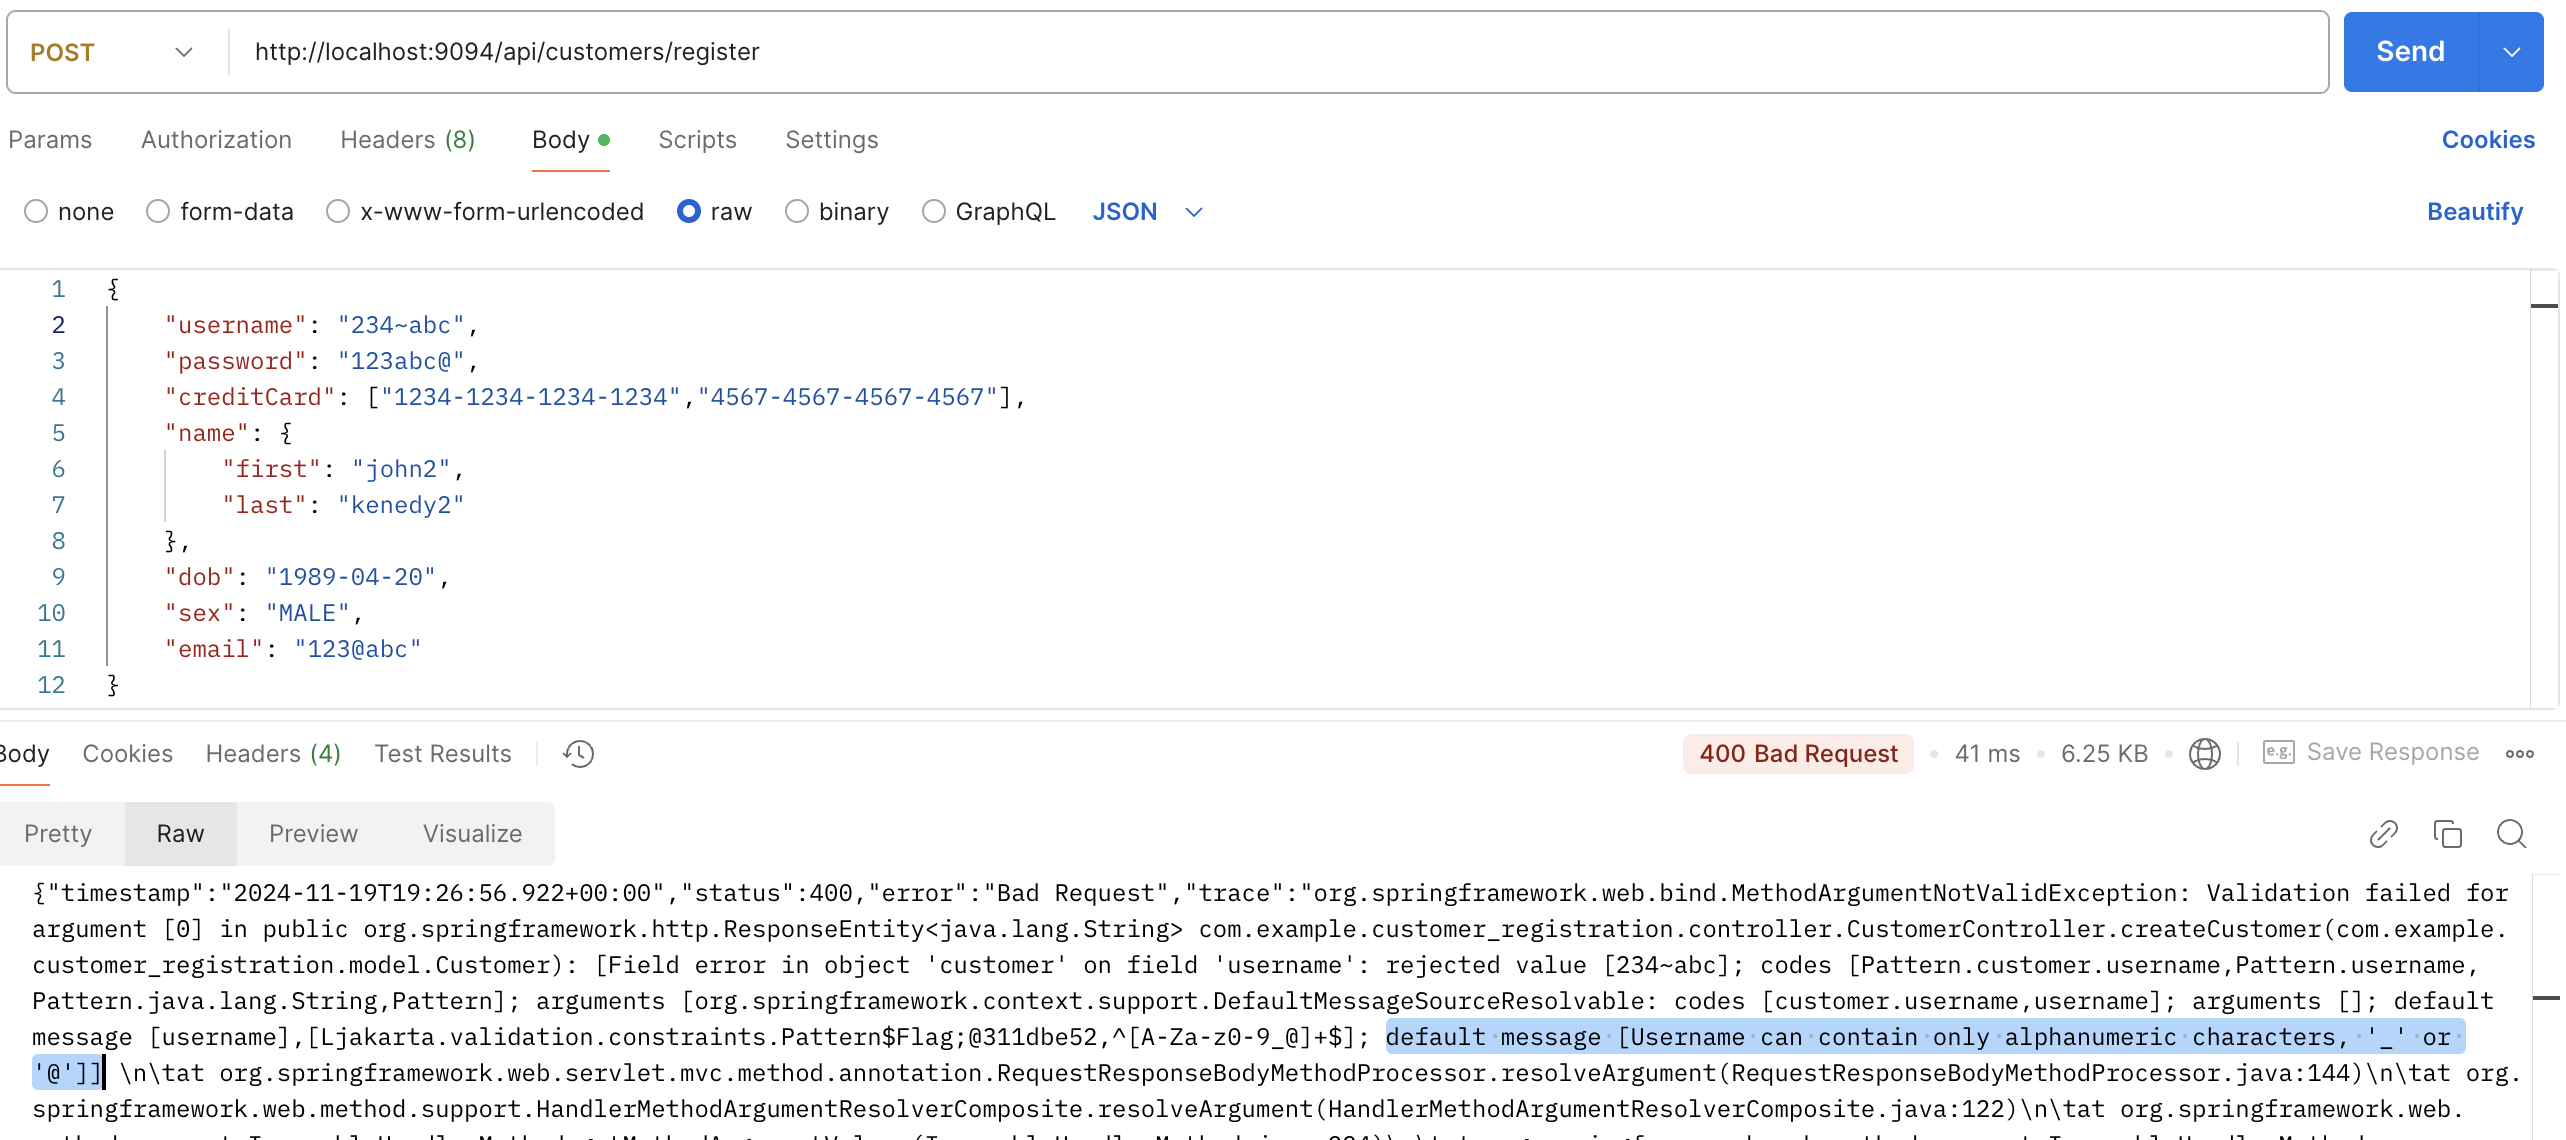 POST
http://localhost:9094/api/customers/register
Send
Params
Authorization
Headers (8)
Body
Scripts
Settings
Cookies
none
form-data
x-www-form-urlencoded
raw
binary
GraphQL
JSON
Beautify
1 {
2 "username": "234~abc",
3 "password": "123abc@",
4 "creditCard": ["1234-1234-1234-1234","4567-4567-4567-4567"],
5 "name": {
6 "first": "john2",
7 "last": "kenedy2"
8 },
9 "dob": "1989-04-20",
10 "sex": "MALE",
11 "email": "123@abc"
12 }
Body
Cookies
Headers (4)
Test Results
400 Bad Request
41 ms
6.25 KB
e.g.
Save Response
Pretty
Raw
Preview
Visualize
{"timestamp":"2024-11-19T19:26:56.922+00:00","status":400,"error":"Bad Request","trace":"org.springframework.web.bind.MethodArgumentNotValidException: Validation failed for
argument [0] in public org.springframework.http.ResponseEntity<java.lang.String> com.example.customer_registration.controller.CustomerController.createCustomer(com.example.
customer_registration.model.Customer): [Field error in object 'customer' on field 'username': rejected value [234~abc]; codes [Pattern.customer.username,Pattern.username,
Pattern.java.lang.String,Pattern]; arguments [org.springframework.context.support.DefaultMessageSourceResolvable: codes [customer.username,username]; arguments []; default
message [username],[Ljakarta.validation.constraints.Pattern$Flag;@311dbe52,^[A-Za-z0-9_@]+$]; default message [Username can contain only alphanumeric characters, '_' or
'@']] \n\tat org.springframework.web.servlet.mvc.method.annotation.RequestResponseBodyMethodProcessor.resolveArgument(RequestResponseBodyMethodProcessor.java:144)\n\tat org.
springframework.web.method.support.HandlerMethodArgumentResolverComposite.resolveArgument(HandlerMethodArgumentResolverComposite.java:122)\n\tat org.springframework.web.